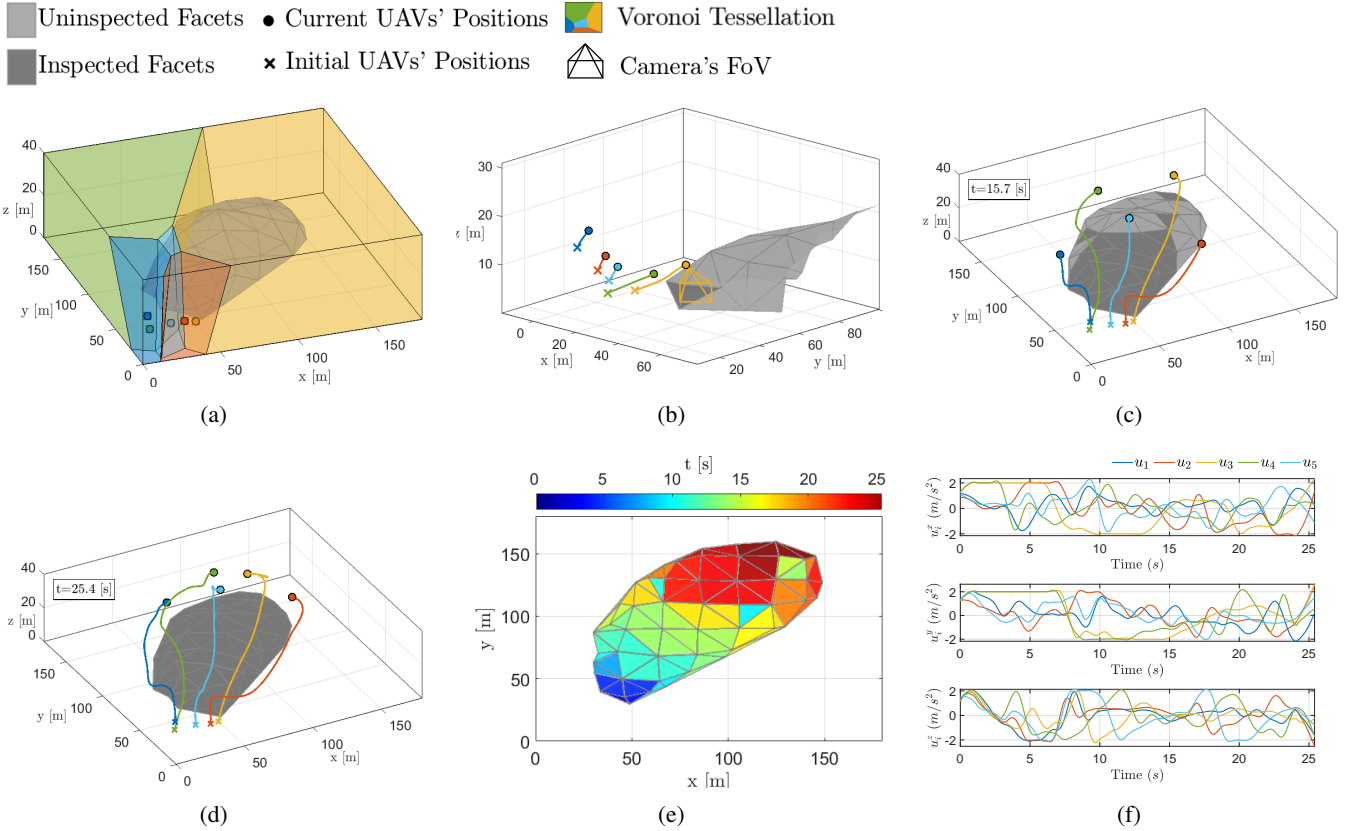 Uninspected Facets
Current UAVs' Positions
Voronoi Tessellation
Inspected Facets
Initial UAVs' Positions
Camera's FoV
40
20
0
z [m]
150
100
50
0
y [m]
0
50
100
150
x [m]
(a)
30
20
10
z [m]
0
20
40
60
x [m]
20
40
60
80
y [m]
(b)
t=15.7 [s]
40
20
0
z [m]
150
100
50
0
y [m]
0
50
100
150
x [m]
(c)
t=25.4 [s]
40
20
0
z [m]
150
100
50
0
y [m]
0
50
100
150
x [m]
(d)
t [s]
0 5 10 15 20 25
150
100
50
0
y [m]
0 50 100 150
x [m]
(e)
u₁ u₂ u₃ u₄ u₅
2
0
-2
0 5 10 15 20 25
Time (s)
2
0
-2
0 5 10 15 20 25
Time (s)
2
0
-2
0 5 10 15 20 25
Time (s)
(f)